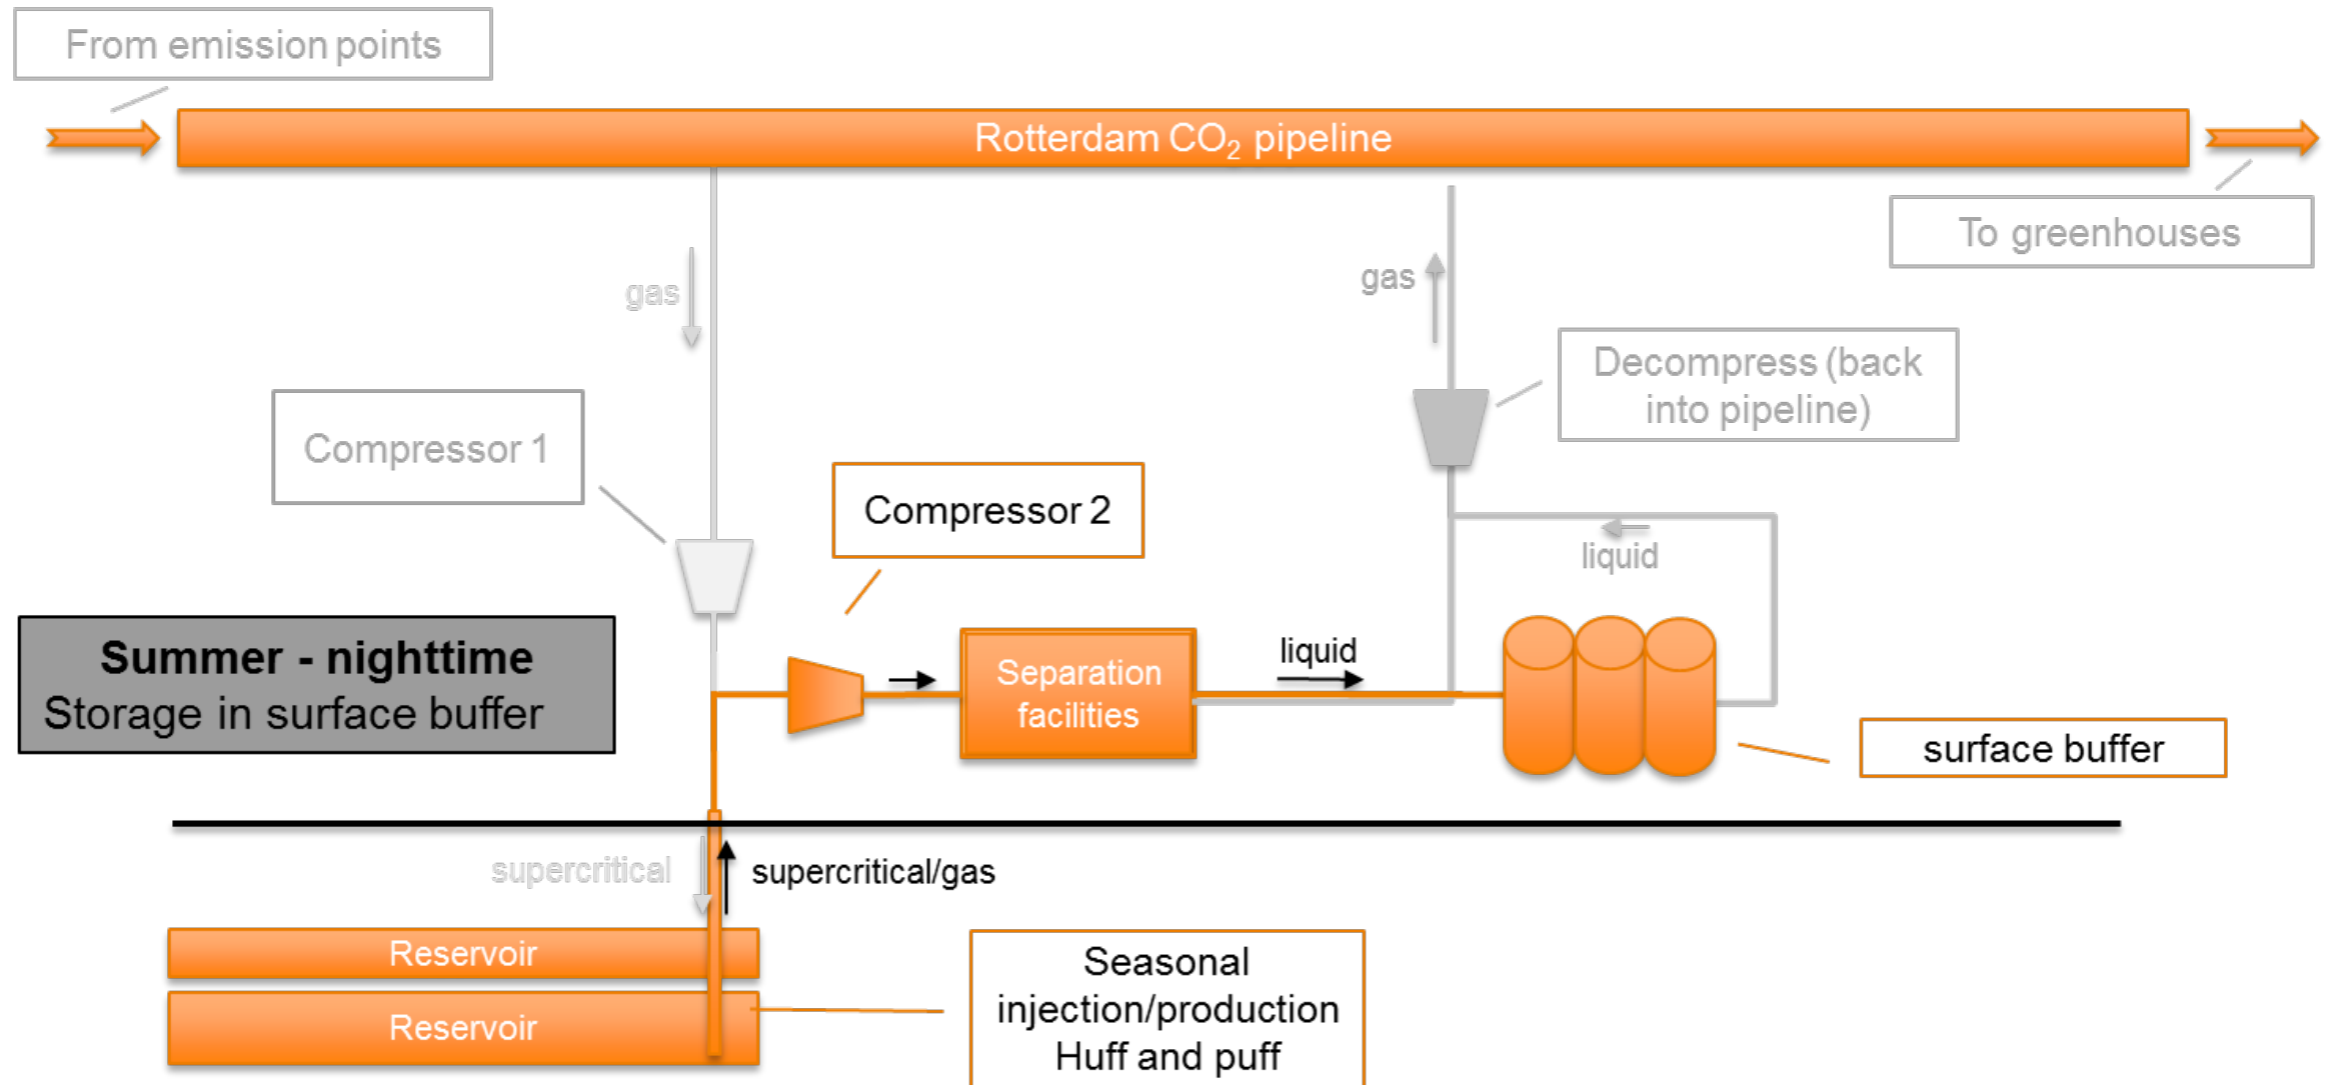 From emission points
Rotterdam CO₂ pipeline
To greenhouses
gas
gas
Decompress (back
into pipeline)
Compressor 1
Compressor 2
liquid
Summer - nighttime
Storage in surface buffer
Separation
facilities
liquid
surface buffer
supercritical
supercritical/gas
Reservoir
Reservoir
Seasonal
injection/production
Huff and puff